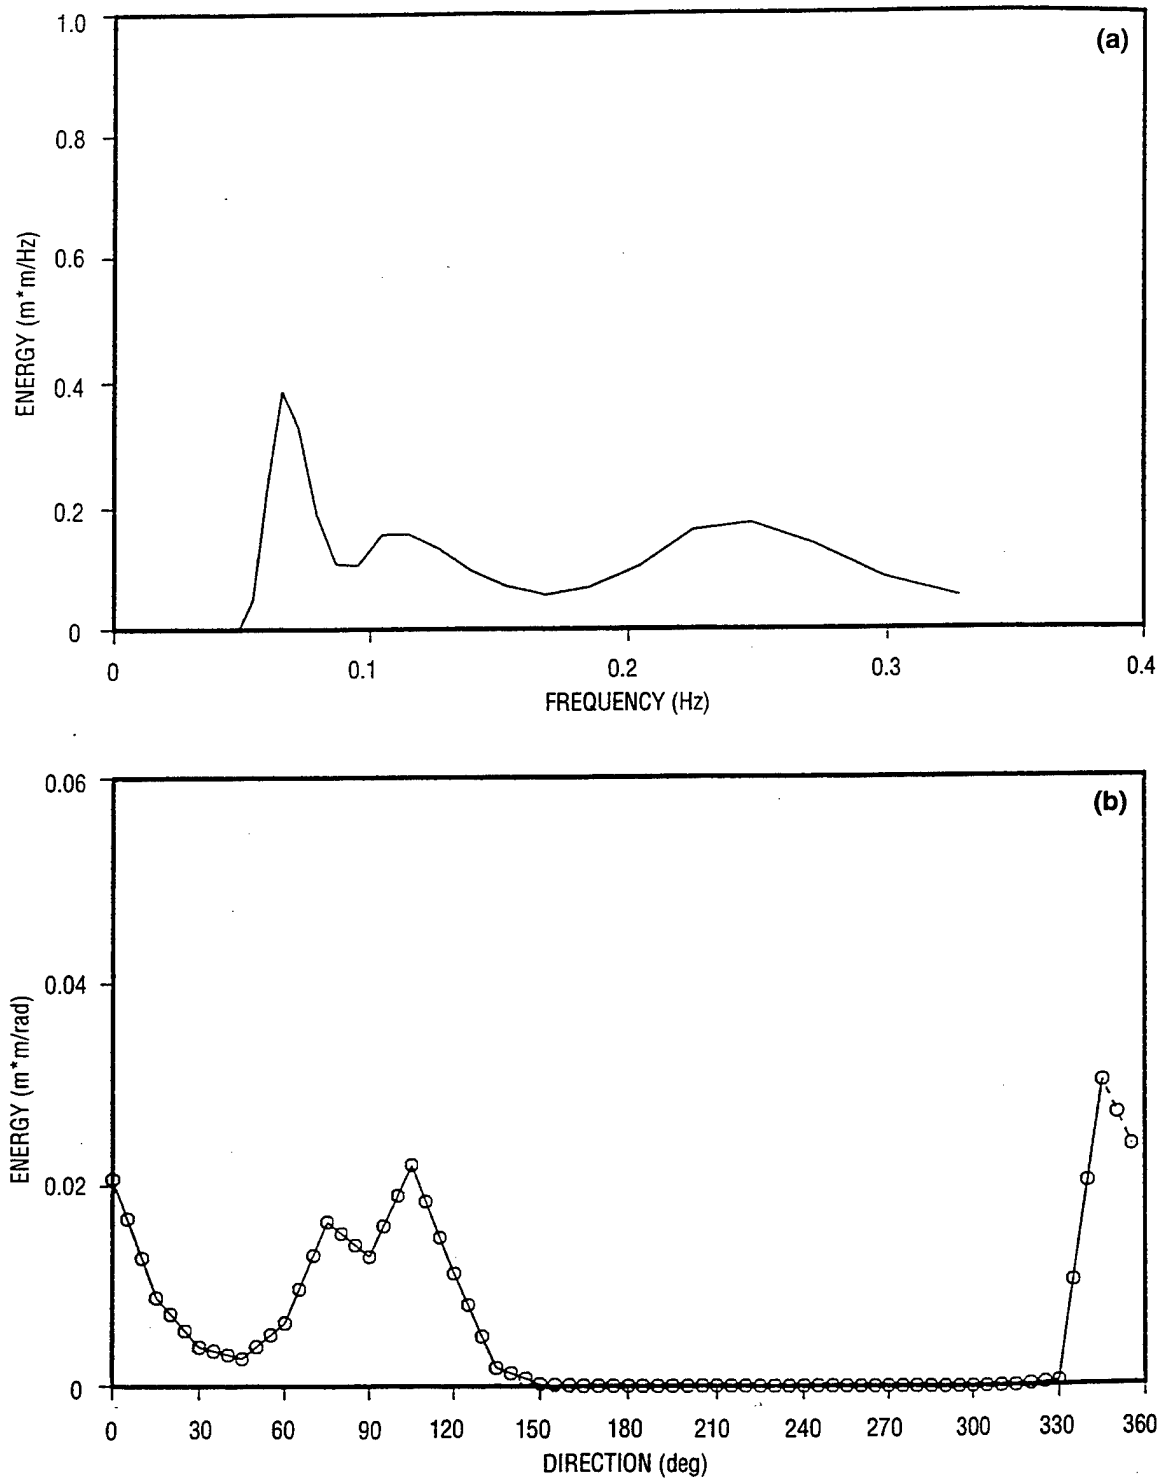 (a)
1.0
0.8
0.6
0.4
0.2
0
ENERGY (m*m/Hz)
0 0.1 0.2 0.3 0.4
FREQUENCY (Hz)
(b)
0.06
0.04
0.02
0
ENERGY (m*m/rad)
0 30 60 90 120 150 180 210 240 270 300 330 360
DIRECTION (deg)